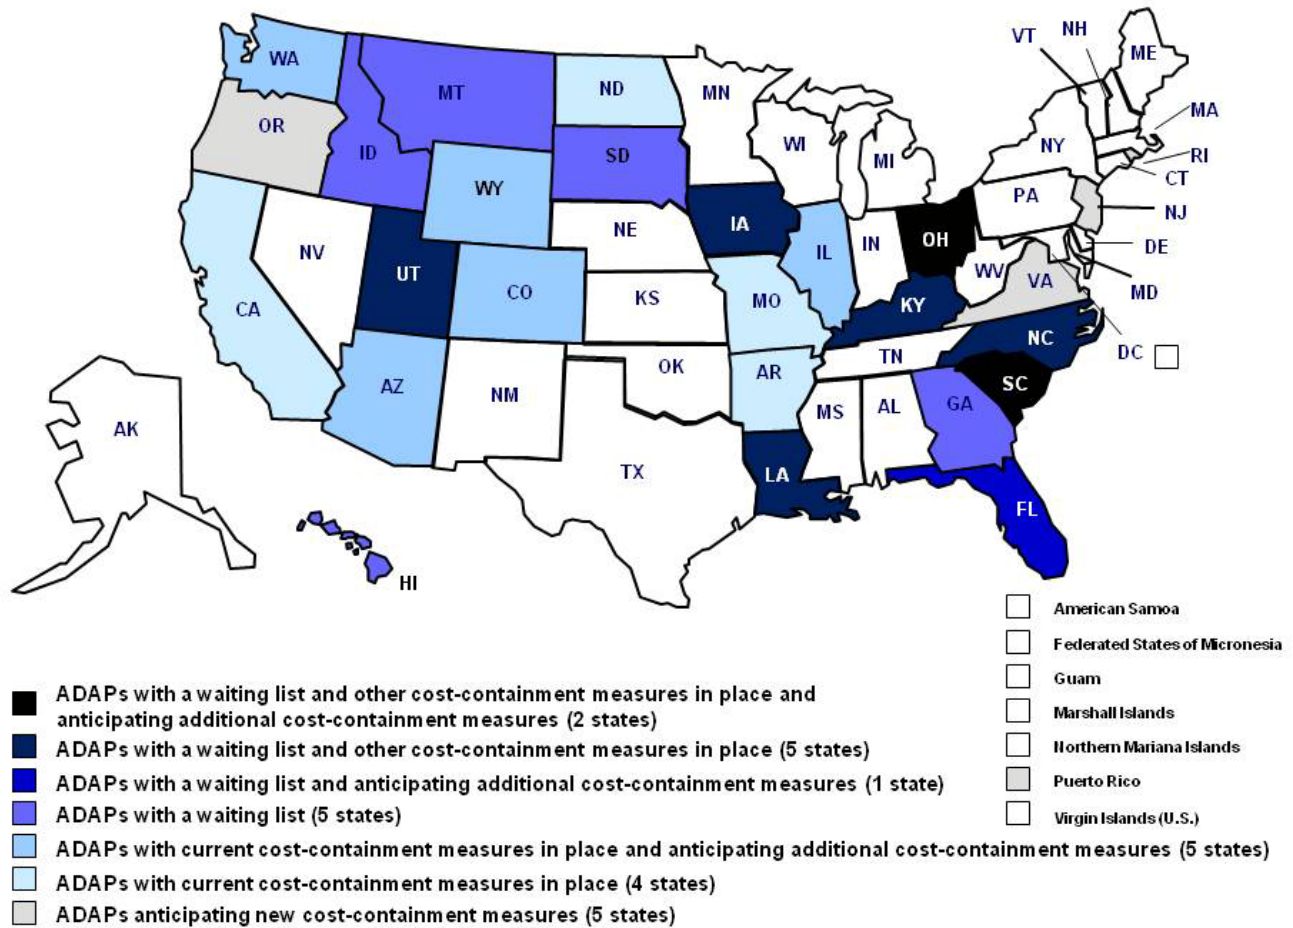 WA
OR
CA
ID
NV
MT
WY
UT
AZ
CO
NM
ND
SD
NE
KS
OK
TX
MN
IA
MO
AR
LA
WI
IL
MI
IN
OH
KY
TN
MS
AL
GA
FL
SC
NC
VA
WV
PA
NY
VT
NH
ME
MA
RI
CT
NJ
DE
MD
DC
AK
HI
American Samoa
Federated States of Micronesia
Guam
Marshall Islands
Northern Mariana Islands
Puerto Rico
Virgin Islands (U.S.)
ADAPs with a waiting list and other cost-containment measures in place and
anticipating additional cost-containment measures (2 states)
ADAPs with a waiting list and other cost-containment measures in place (5 states)
ADAPs with a waiting list and anticipating additional cost-containment measures (1 state)
ADAPs with a waiting list (5 states)
ADAPs with current cost-containment measures in place and anticipating additional cost-containment measures (5 states)
ADAPs with current cost-containment measures in place (4 states)
ADAPs anticipating new cost-containment measures (5 states)